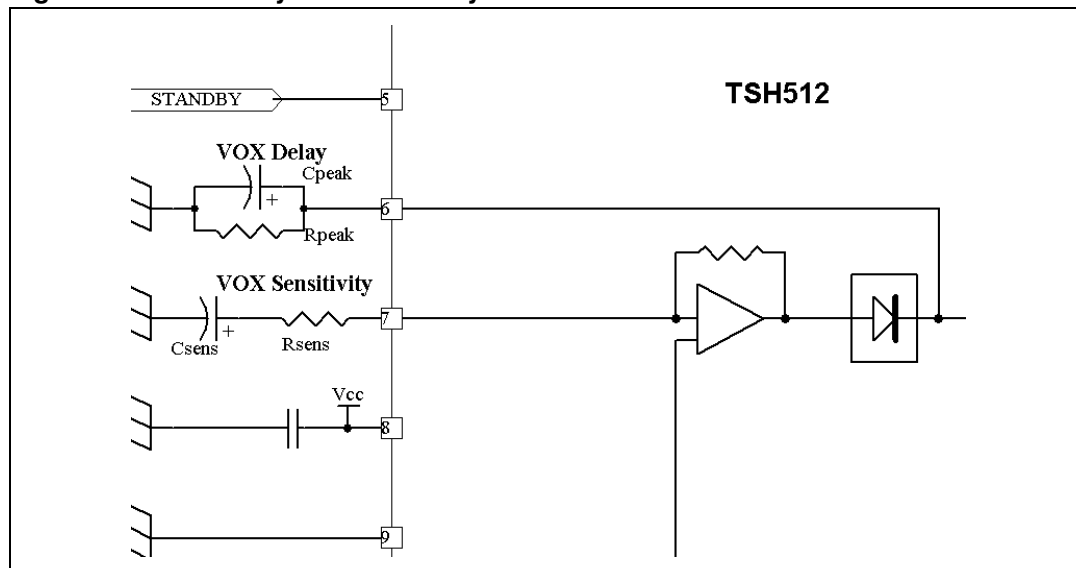 TSH512
STANDBY
5
VOX Delay
Cpeak
+
6
Rpeak
VOX Sensitivity
7
+
Csens
Rsens
Vcc
8
9